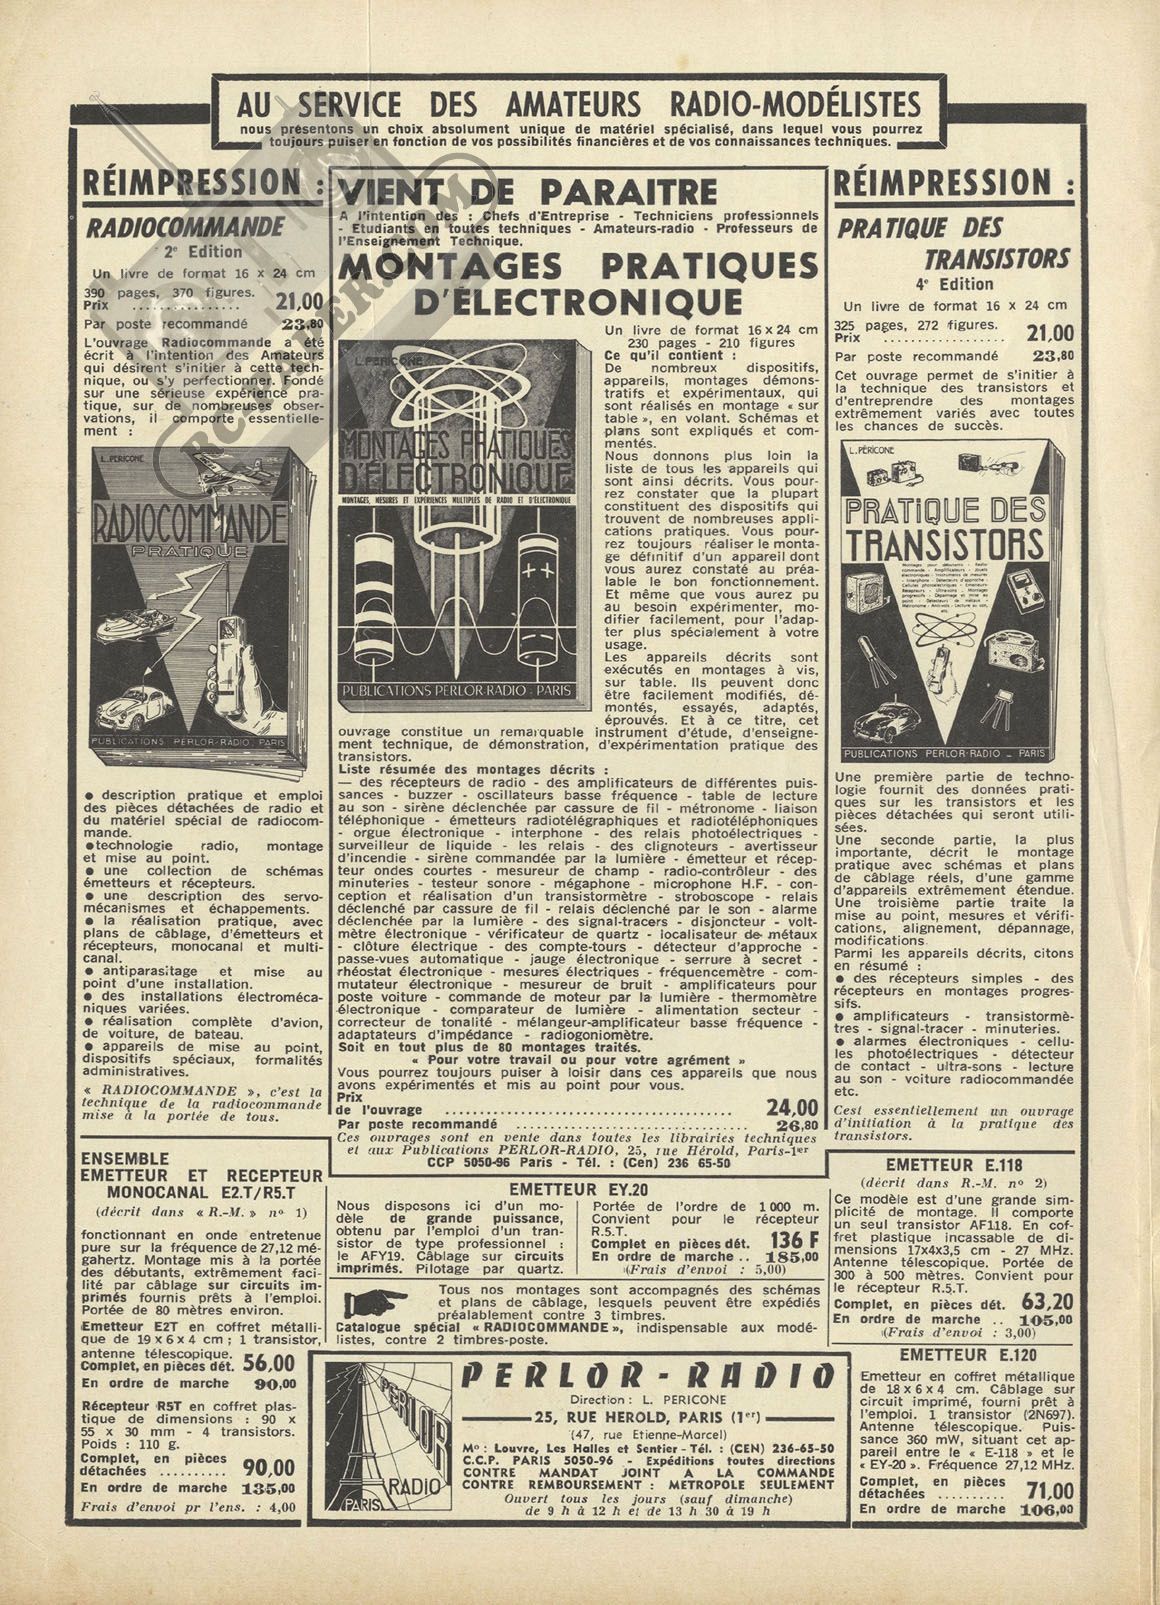 AU SERVICE DES AMATEURS RADIO-MODÉLISTES
nous présentons un choix absolument unique de matériel spécialisé, dans lequel vous pourrez
toujours puiser en fonction de vos possibilités financières et de vos connaissances techniques.
RÉIMPRESSION :
RADIOCOMMANDE
2e Edition
Un livre de format 16 x 24 cm
390 pages, 370 figures.
Prix ................ 21,00
Par poste recommandé 23,80
L'ouvrage Radiocommande a été
écrit à l'intention des Amateurs
qui désirent s'initier à cette tech-
nique, ou s'y perfectionner. Fondé
sur une sérieuse expérience pra-
tique, sur de nombreuses obser-
vations, il comporte essentielle-
ment :
L. PERICONE
RADIOCOMMANDE
PRATIQUE
PUBLICATIONS PERLOR-RADIO. PARIS
● description pratique et emploi
des pièces détachées de radio et
du matériel spécial de radiocom-
mande.
●technologie radio, montage
et mise au point.
● une collection de schémas
émetteurs et récepteurs.
● une description des servo-
mécanismes et échappements.
● la réalisation pratique, avec
plans de câblage, d'émetteurs et
récepteurs, monocanal et multi-
canal.
● antiparasitage et mise au
point d'une installation.
● des installations électroméca-
niques variées.
● réalisation complète d'avion,
de voiture, de bateau.
● appareils de mise au point,
dispositifs spéciaux, formalités
administratives.
« RADIOCOMMANDE », c'est la
technique de la radiocommande
mise à la portée de tous.
VIENT DE PARAITRE
A l'intention des : Chefs d'Entreprise - Techniciens professionnels
- Etudiants en toutes techniques - Amateurs-radio - Professeurs de
l'Enseignement Technique.
MONTAGES PRATIQUES
D'ÉLECTRONIQUE
L. PERICONE
MONTAGES PRATIQUES
D'ÉLECTRONIQUE
MONTAGES, MESURES ET EXPÉRIENCES MULTIPLES DE RADIO ET D'ÉLECTRONIQUE
PUBLICATIONS PERLOR-RADIO - PARIS
Un livre de format 16 x 24 cm
230 pages - 210 figures
Ce qu'il contient :
De nombreux dispositifs,
appareils, montages démons-
tratifs et expérimentaux, qui
sont réalisés en montage « sur
table », en volant. Schémas et
plans sont expliqués et com-
mentés.
Nous donnons plus loin la
liste de tous les appareils qui
sont ainsi décrits. Vous pour-
rez constater que la plupart
constituent des dispositifs qui
trouvent de nombreuses appli-
cations pratiques. Vous pour-
rez toujours réaliser le monta-
ge définitif d'un appareil dont
vous aurez constaté au préa-
lable le bon fonctionnement.
Et même que vous aurez pu
au besoin expérimenter, mo-
difier facilement, pour l'adap-
ter plus spécialement à votre
usage.
Les appareils décrits sont
exécutés en montages à vis,
sur table. Ils peuvent donc
être facilement modifiés, dé-
montés, essayés, adaptés,
éprouvés. Et à ce titre, cet
ouvrage constitue un remarquable instrument d'étude, d'enseigne-
ment technique, de démonstration, d'expérimentation pratique des
transistors.
Liste résumée des montages décrits :
— des récepteurs de radio - des amplificateurs de différentes puis-
sances - buzzer - oscillateurs basse fréquence - table de lecture
au son - sirène déclenchée par cassure de fil - métronome - liaison
téléphonique - émetteurs radiotélégraphiques et radiotéléphoniques
- orgue électronique - interphone - des relais photoélectriques -
surveilleur de liquide - les relais - des clignoteurs - avertisseur
d'incendie - sirène commandée par la lumière - émetteur et récep-
teur ondes courtes - mesureur de champ - radio-contrôleur - des
minuteries - testeur sonore - mégaphone - microphone H.F. - con-
ception et réalisation d'un transistormètre - stroboscope - relais
déclenché par cassure de fil - relais déclenché par le son - alarme
déclenchée par la lumière - des signal-tracers - disjoncteur - volt-
mètre électronique - vérificateur de quartz - localisateur de métaux
- clôture électrique - des compte-tours - détecteur d'approche -
passe-vues automatique - jauge électronique - serrure à secret -
rhéostat électronique - mesures électriques - fréquencemètre - com-
mutateur électronique - mesureur de bruit - amplificateurs pour
poste voiture - commande de moteur par la lumière - thermomètre
électronique - comparateur de lumière - alimentation secteur -
correcteur de tonalité - mélangeur-amplificateur basse fréquence -
adaptateurs d'impédance - radiogoniomètre.
Soit en tout plus de 80 montages traités.
« Pour votre travail ou pour votre agrément »
Vous pourrez toujours puiser à loisir dans ces appareils que nous
avons expérimentés et mis au point pour vous.
Prix
de l'ouvrage ................................... 24,00
Par poste recommandé ......................... 26,80
Ces ouvrages sont en vente dans toutes les librairies techniques
et aux Publications PERLOR-RADIO, 25, rue Hérold, Paris-1er
CCP 5050-96 Paris - Tél. : (Cen) 236 65-50
RÉIMPRESSION :
PRATIQUE DES
TRANSISTORS
4e Edition
Un livre de format 16 x 24 cm
325 pages, 272 figures.
Prix .................. 21,00
Par poste recommandé 23,80
Cet ouvrage permet de s'initier à
la technique des transistors et
d'entreprendre des montages
extrêmement variés avec toutes
les chances de succès.
L. PÉRICONE
PRATIQUE DES
TRANSISTORS
PUBLICATIONS PERLOR-RADIO — PARIS
Une première partie de techno-
logie fournit des données prati-
ques sur les transistors et les
pièces détachées qui seront utili-
sées.
Une seconde partie, la plus
importante, décrit le montage
pratique avec schémas et plans
de câblage réels, d'une gamme
d'appareils extrêmement étendue.
Une troisième partie traite la
mise au point, mesures et vérifi-
cations, alignement, dépannage,
modifications.
Parmi les appareils décrits, citons
en résumé :
● des récepteurs simples - des
récepteurs en montages progres-
sifs.
● amplificateurs - transistormè-
tres - signal-tracer - minuteries.
● alarmes électroniques - cellu-
les photoélectriques - détecteur
de contact - ultra-sons - lecture
au son - voiture radiocommandée
etc.
Cest essentiellement un ouvrage
d'initiation à la pratique des
transistors.
ENSEMBLE
EMETTEUR ET RECEPTEUR
MONOCANAL E2.T/R5.T
(décrit dans « R.-M. » no 1)
fonctionnant en onde entretenue
pure sur la fréquence de 27,12 mé-
gahertz. Montage mis à la portée
des débutants, extrêmement faci-
lité par câblage sur circuits im-
primés fournis prêts à l'emploi.
Portée de 80 mètres environ.
Emetteur E2T en coffret métalli-
que de 19 x 6 x 4 cm ; 1 transistor,
antenne télescopique.
Complet, en pièces dét. 56,00
En ordre de marche 90,00
Récepteur R5T en coffret plas-
tique de dimensions : 90 x
55 x 30 mm - 4 transistors.
Poids : 110 g.
Complet, en pièces
détachées .......... 90,00
En ordre de marche 135,00
Frais d'envoi pr l'ens. : 4,00
EMETTEUR EY.20
Nous disposons ici d'un mo-
dèle de grande puissance,
obtenu par l'emploi d'un tran-
sistor de type professionnel :
le AFY19. Câblage sur circuits
imprimés. Pilotage par quartz.
Portée de l'ordre de 1 000 m.
Convient pour le récepteur
R.5.T.
Complet en pièces dét. 136 F
En ordre de marche .. 185,00
(Frais d'envoi : 5,00)
Tous nos montages sont accompagnés des schémas
et plans de câblage, lesquels peuvent être expédiés
préalablement contre 3 timbres.
Catalogue spécial « RADIOCOMMANDE », indispensable aux modé-
listes, contre 2 timbres-poste.
PERLOR
RADIO
PARIS
PERLOR-RADIO
Direction : L. PERICONE
25, RUE HEROLD, PARIS (1er)
(47, rue Etienne-Marcel)
Mo : Louvre, Les Halles et Sentier - Tél. : (CEN) 236-65-50
C.C.P. PARIS 5050-96 - Expéditions toutes directions
CONTRE MANDAT JOINT A LA COMMANDE
CONTRE REMBOURSEMENT : METROPOLE SEULEMENT
Ouvert tous les jours (sauf dimanche)
de 9 h à 12 h et de 13 h 30 à 19 h
EMETTEUR E.118
(décrit dans R.-M. no 2)
Ce modèle est d'une grande sim-
plicité de montage. Il comporte
un seul transistor AF118. En cof-
fret plastique incassable de di-
mensions 17x4x3,5 cm - 27 MHz.
Antenne télescopique. Portée de
300 à 500 mètres. Convient pour
le récepteur R.5.T.
Complet, en pièces dét. 63,20
En ordre de marche .. 105,00
(Frais d'envoi : 3,00)
EMETTEUR E.120
Emetteur en coffret métallique
de 18 x 6 x 4 cm. Câblage sur
circuit imprimé, fourni prêt à
l'emploi. 1 transistor (2N697).
Antenne télescopique. Puis-
sance 360 mW, situant cet ap-
pareil entre le « E-118 » et le
« EY-20 ». Fréquence 27,12 MHz.
Complet, en pièces
détachées ........... 71,00
En ordre de marche 106,00